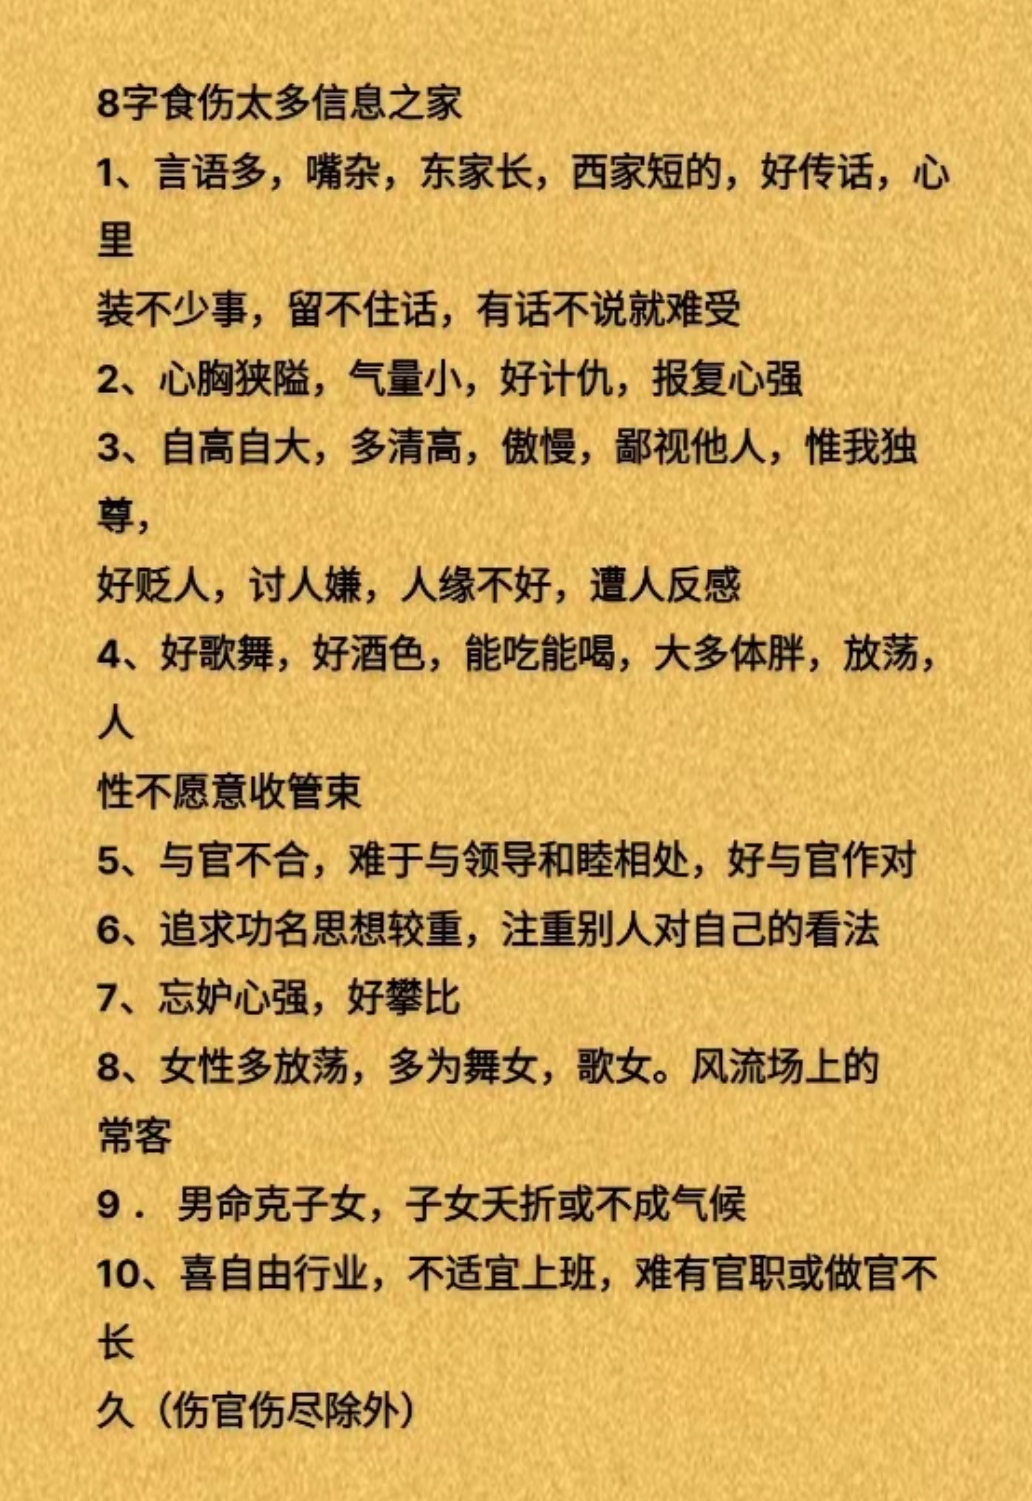 8字食伤太多信息之家
1、言语多，嘴杂，东家长，西家短的，好传话，心
里
装不少事，留不住话，有话不说就难受
2、心胸狭隘，气量小，好计仇，报复心强
3、自高自大，多清高，傲慢，鄙视他人，惟我独
尊，
好贬人，讨人嫌，人缘不好，遭人反感
4、好歌舞，好酒色，能吃能喝，大多体胖，放荡，
人
性不愿意收管束
5、与官不合，难于与领导和睦相处，好与官作对
6、追求功名思想较重，注重别人对自己的看法
7、忘妒心强，好攀比
8、女性多放荡，多为舞女，歌女。风流场上的
常客
9． 男命克子女，子女夭折或不成气候
10、喜自由行业，不适宜上班，难有官职或做官不
长
久（伤官伤尽除外）